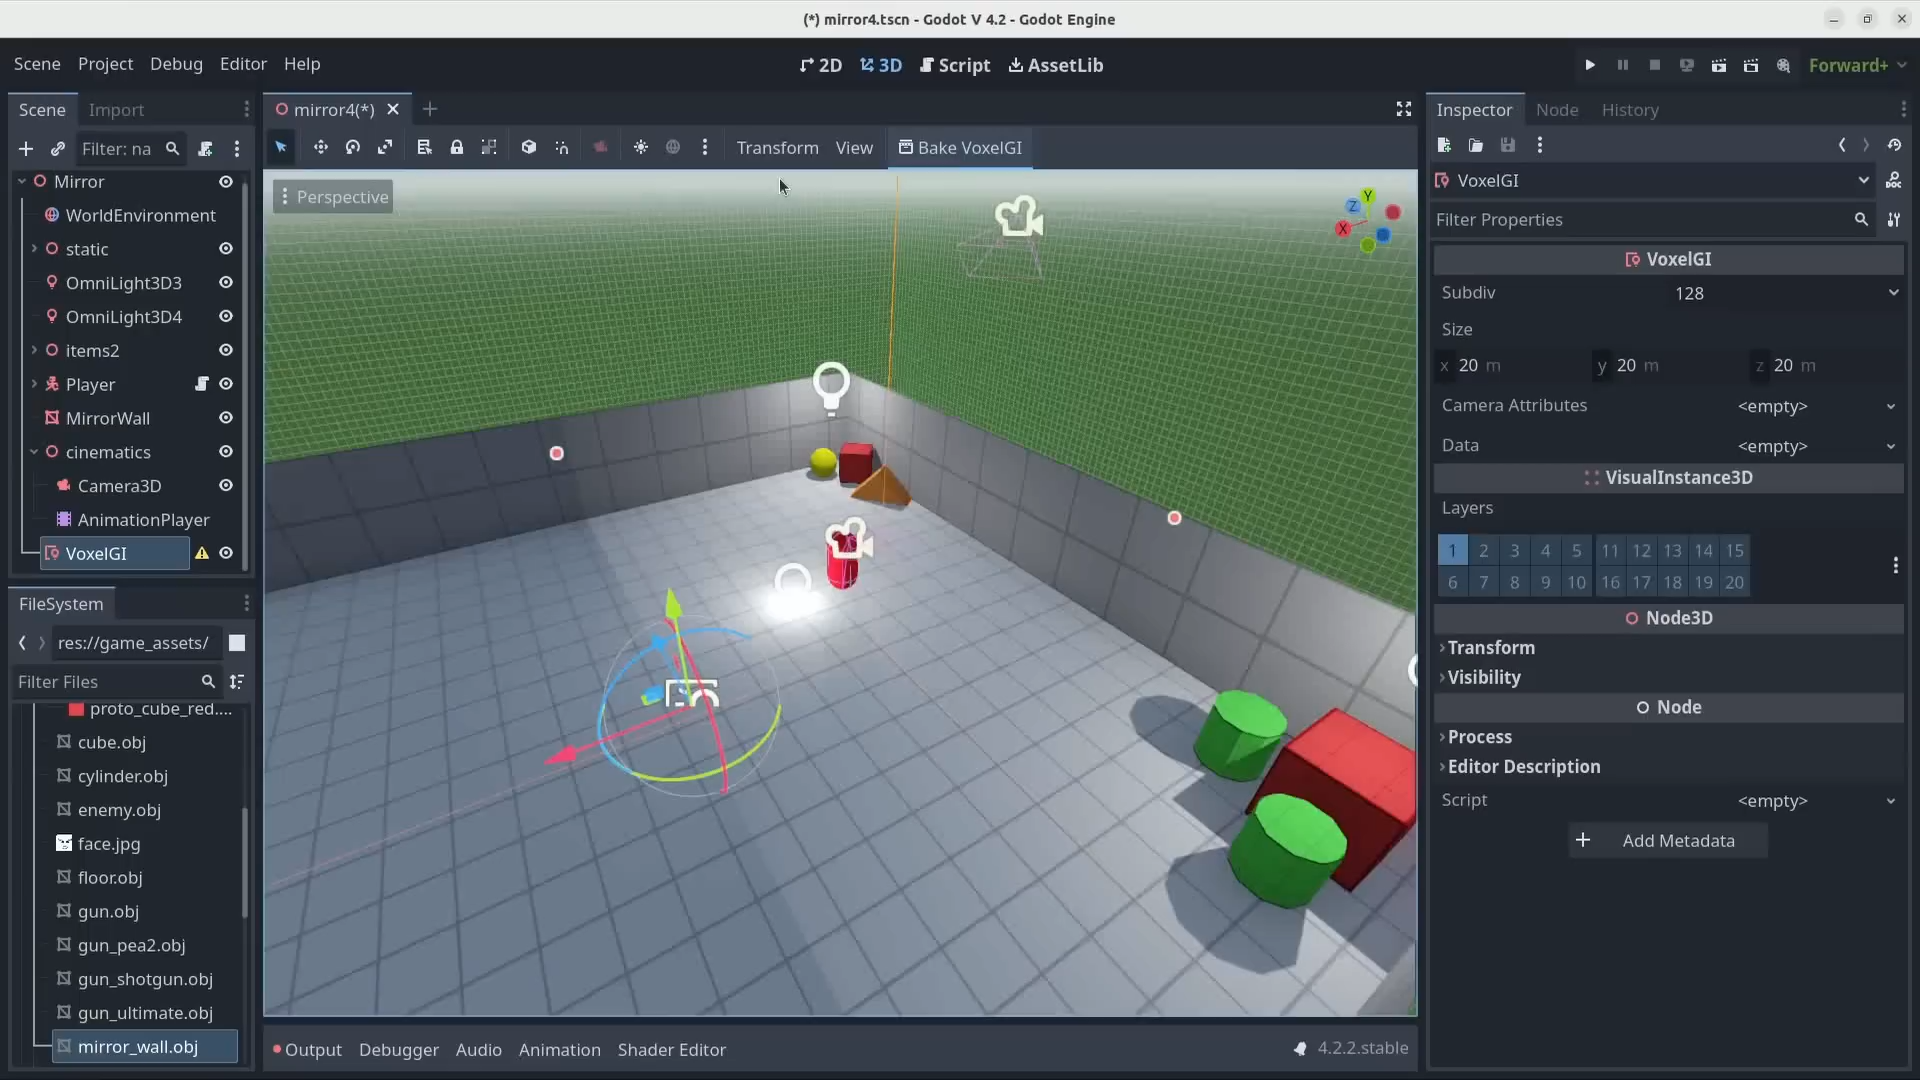 (*) mirror4.tscn - Godot V 4.2 - Godot Engine
Scene Project Debug Editor Help
2D 3D Script AssetLib
Forward+
Scene Import
Filter: na
Mirror
WorldEnvironment
static
OmniLight3D3
OmniLight3D4
items2
Player
MirrorWall
cinematics
Camera3D
AnimationPlayer
VoxelGI
FileSystem
res://game_assets/
Filter Files
proto_cube_red....
cube.obj
cylinder.obj
enemy.obj
face.jpg
floor.obj
gun.obj
gun_pea2.obj
gun_shotgun.obj
gun_ultimate.obj
mirror_wall.obj
mirror4(*)
Transform View Bake VoxelGI
Perspective
Y
Z
X
Output Debugger Audio Animation Shader Editor
4.2.2.stable
Inspector Node History
VoxelGI
DOC
Filter Properties
VoxelGI
Subdiv 128
Size
x 20 m y 20 m z 20 m
Camera Attributes <empty>
Data <empty>
VisualInstance3D
Layers
1 2 3 4 5 11 12 13 14 15
6 7 8 9 10 16 17 18 19 20
Node3D
Transform
Visibility
Node
Process
Editor Description
Script <empty>
Add Metadata